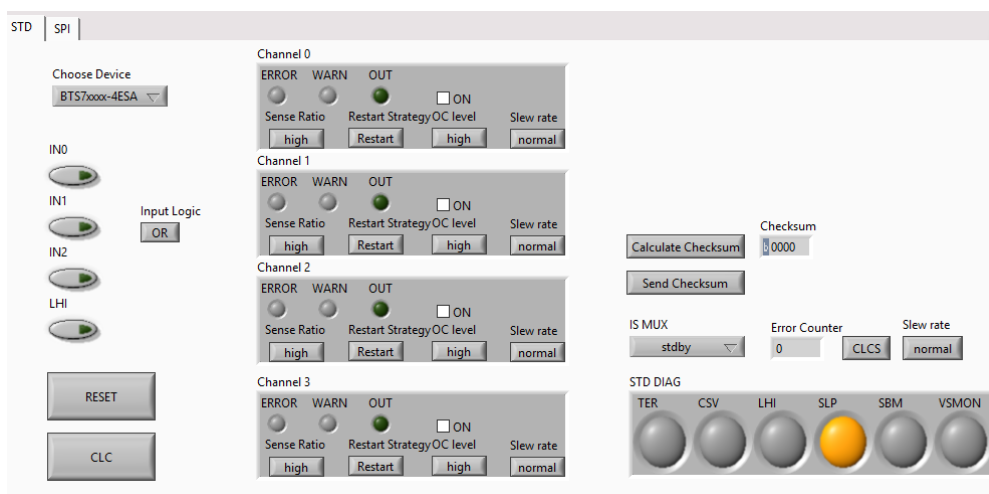 STD SPI
Choose Device
BTS7xxxx-4ESA
IN0
IN1
Input Logic
OR
IN2
LHI
RESET
CLC
Channel 0
ERROR WARN OUT
ON
Sense Ratio Restart Strategy OC level Slew rate
high Restart high normal
Channel 1
ERROR WARN OUT
ON
Sense Ratio Restart Strategy OC level Slew rate
high Restart high normal
Channel 2
ERROR WARN OUT
ON
Sense Ratio Restart Strategy OC level Slew rate
high Restart high normal
Channel 3
ERROR WARN OUT
ON
Sense Ratio Restart Strategy OC level Slew rate
high Restart high normal
Checksum
Calculate Checksum b 0000
Send Checksum
IS MUX Error Counter Slew rate
stdby 0 CLCS normal
STD DIAG
TER CSV LHI SLP SBM VSMON